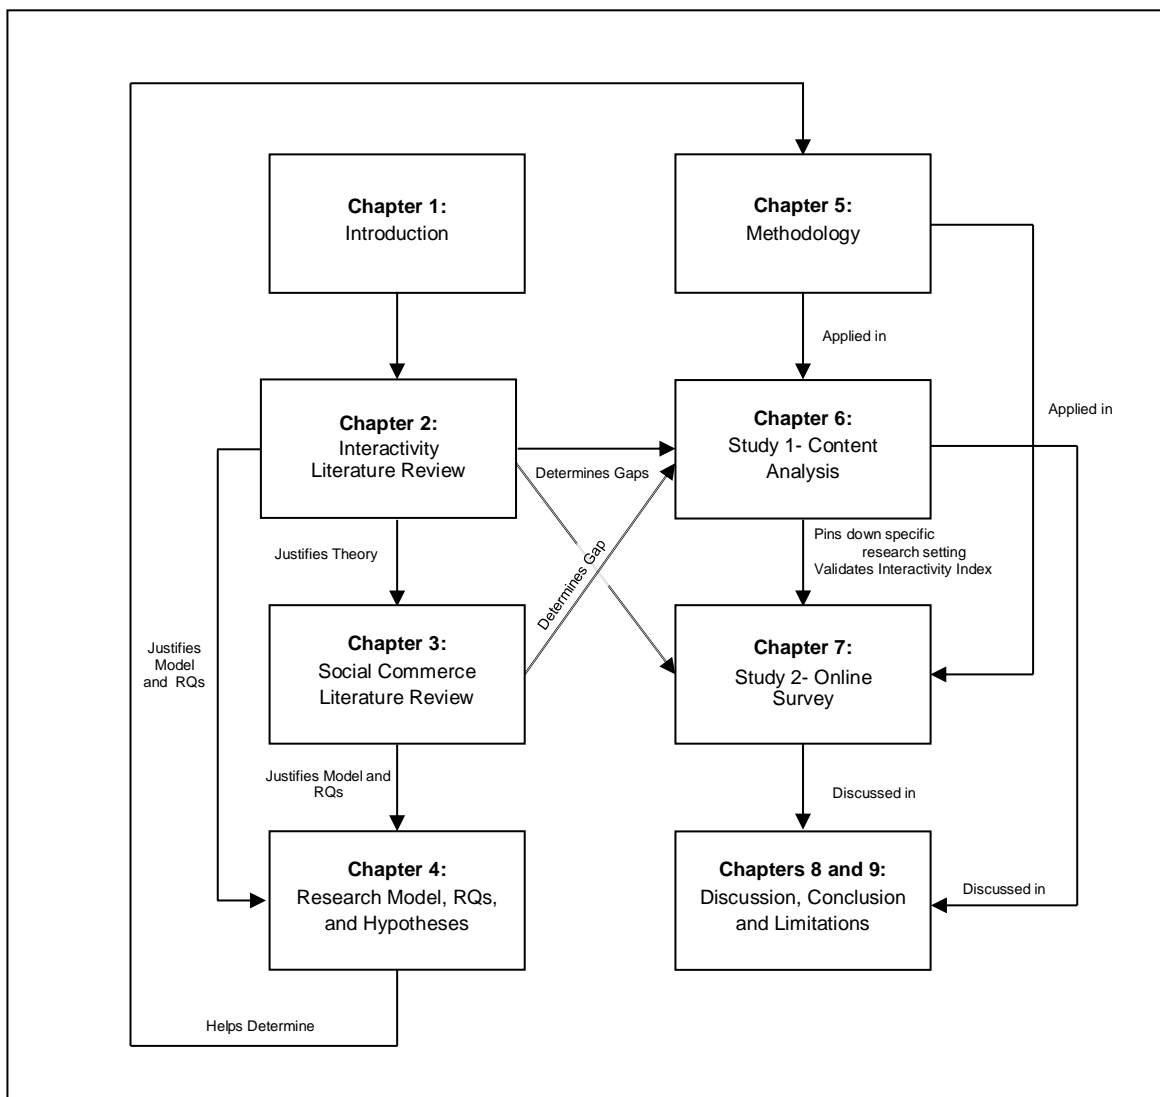 Chapter 1:
Introduction
Chapter 5:
Methodology
Applied in
Chapter 2:
Interactivity
Literature Review
Determines Gaps
Chapter 6:
Study 1- Content
Analysis
Applied in
Justifies Theory
Pins down specific
research setting
Validates Interactivity Index
Determines Gap
Justifies
Model
and RQs
Chapter 3:
Social Commerce
Literature Review
Chapter 7:
Study 2- Online
Survey
Justifies Model and
RQs
Discussed in
Chapter 4:
Research Model, RQs,
and Hypotheses
Chapters 8 and 9:
Discussion, Conclusion
and Limitations
Discussed in
Helps Determine